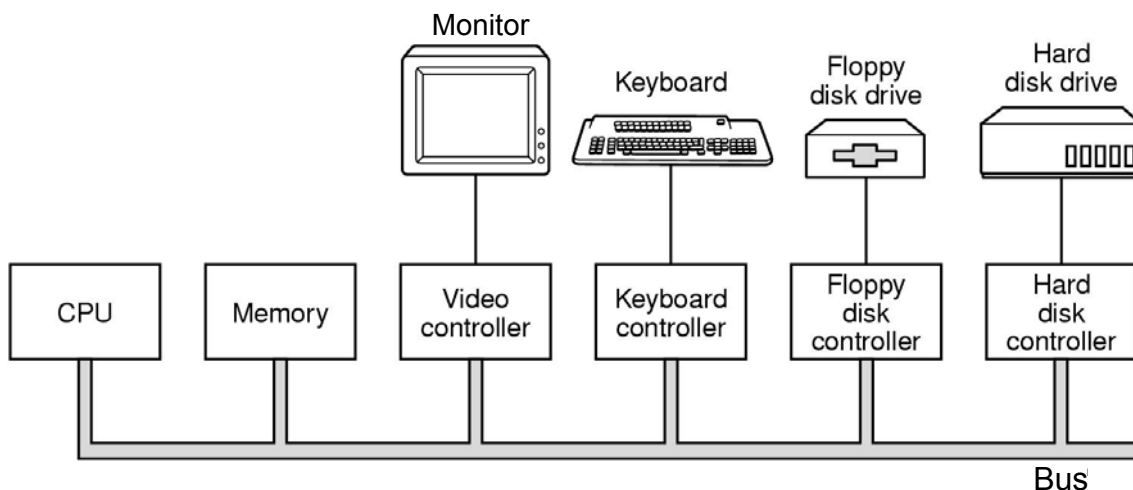 Monitor
Keyboard
Floppy
disk drive
Hard
disk drive
CPU
Memory
Video
controller
Keyboard
controller
Floppy
disk
controller
Hard
disk
controller
Bus